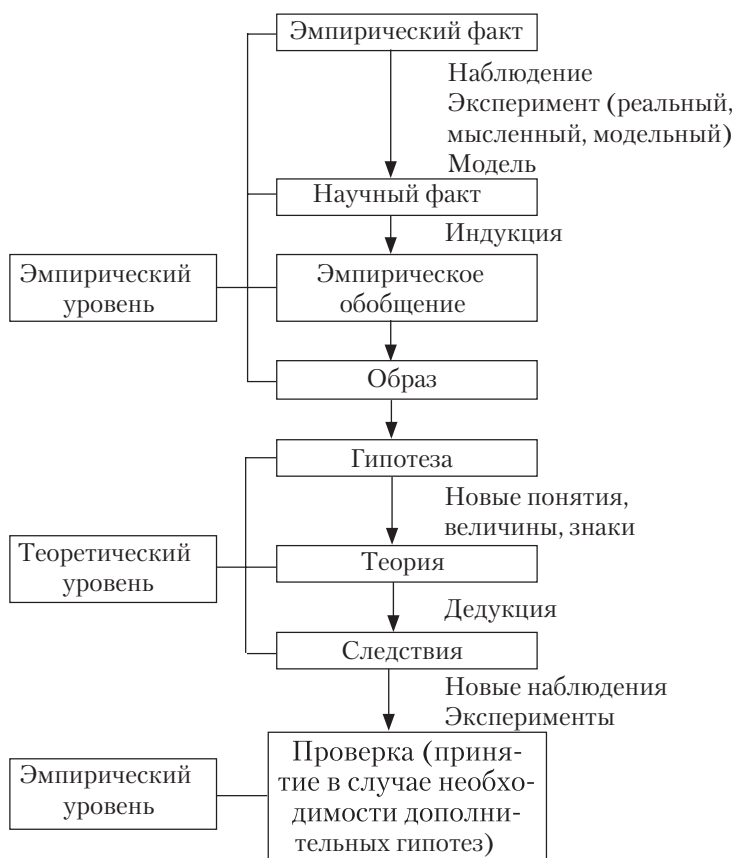 Эмпирический факт
Наблюдение
Эксперимент (реальный,
мысленный, модельный)
Модель
Научный факт
Индукция
Эмпирический
уровень
Эмпирическое
обобщение
Образ
Гипотеза
Новые понятия,
величины, знаки
Теоретический
уровень
Теория
Дедукция
Следствия
Новые наблюдения
Эксперименты
Эмпирический
уровень
Проверка (приня-
тие в случае необхо-
димости дополни-
тельных гипотез)